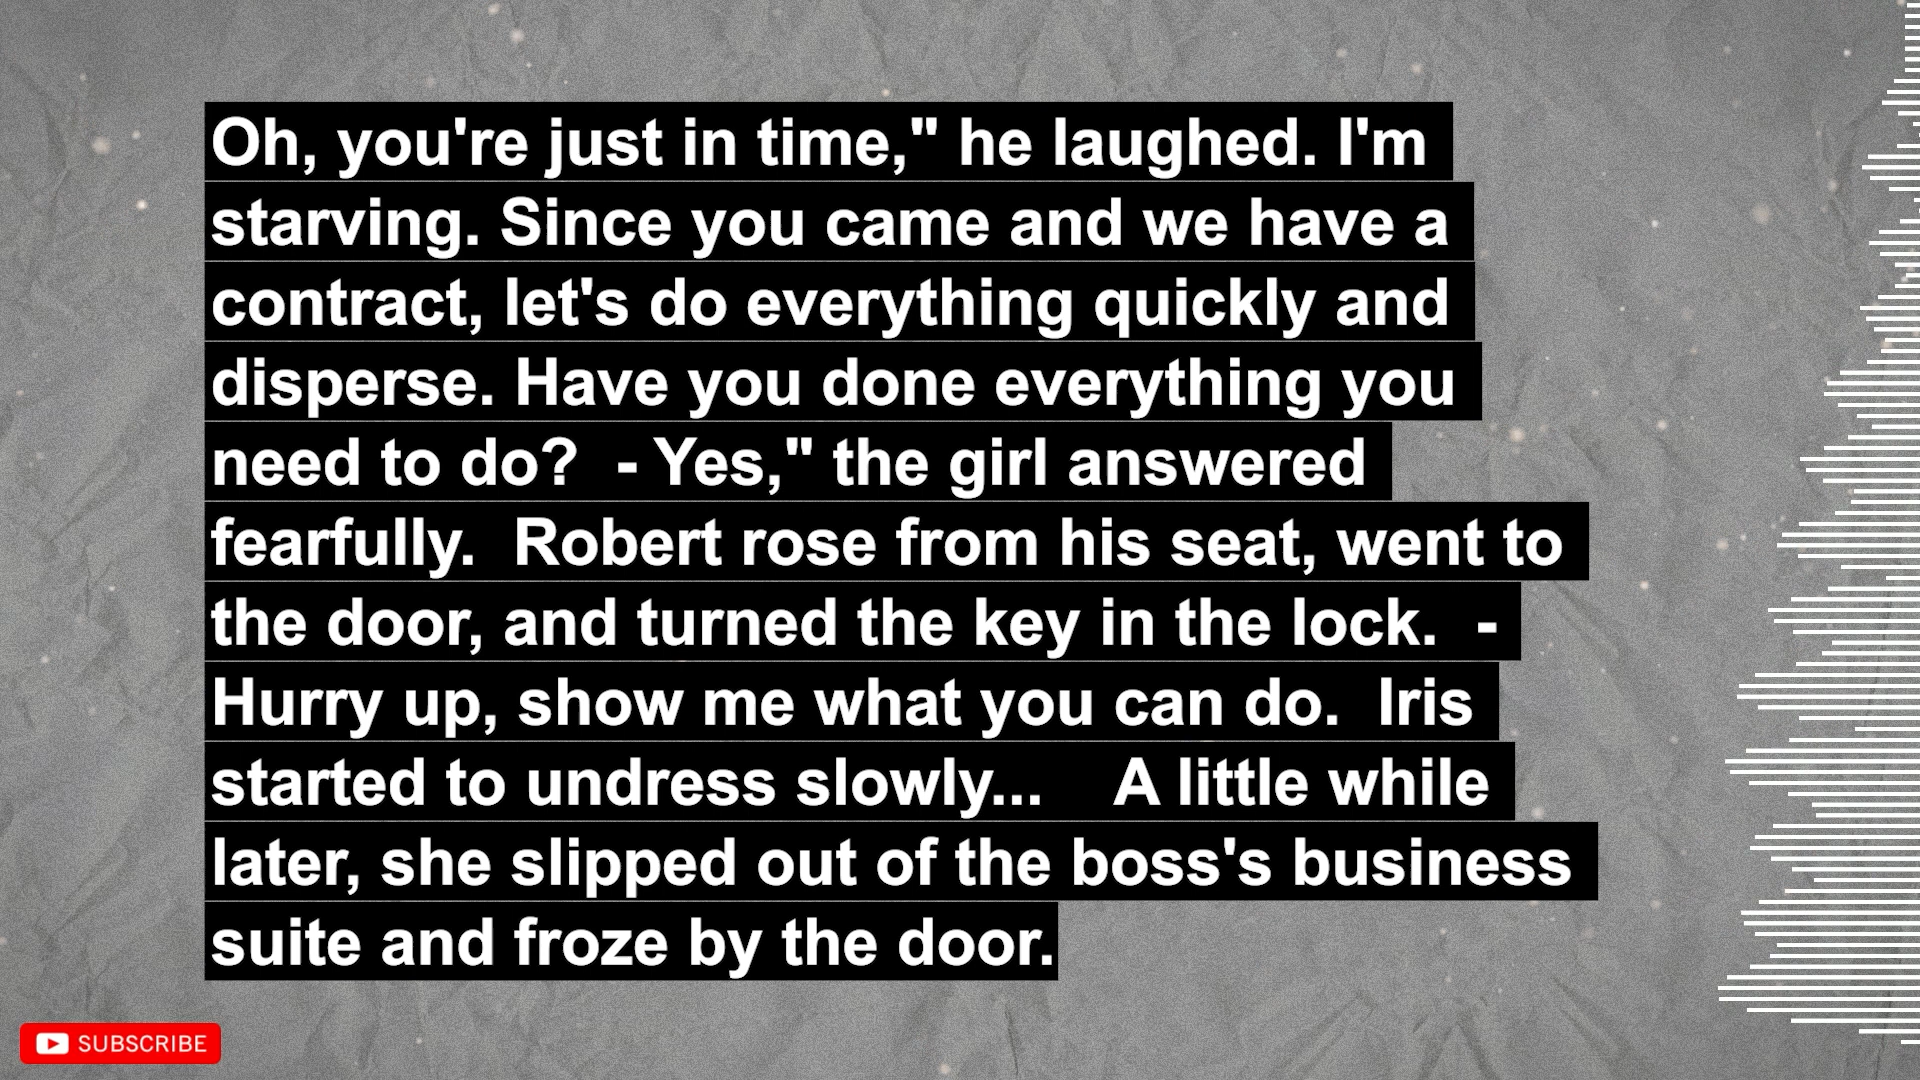 Oh, you're just in time," he laughed. I'm
starving. Since you came and we have a
contract, let's do everything quickly and
disperse. Have you done everything you
need to do?  - Yes," the girl answered
fearfully.  Robert rose from his seat, went to
the door, and turned the key in the lock.  -
Hurry up, show me what you can do.  Iris
started to undress slowly...    A little while
later, she slipped out of the boss's business
suite and froze by the door.
SUBSCRIBE